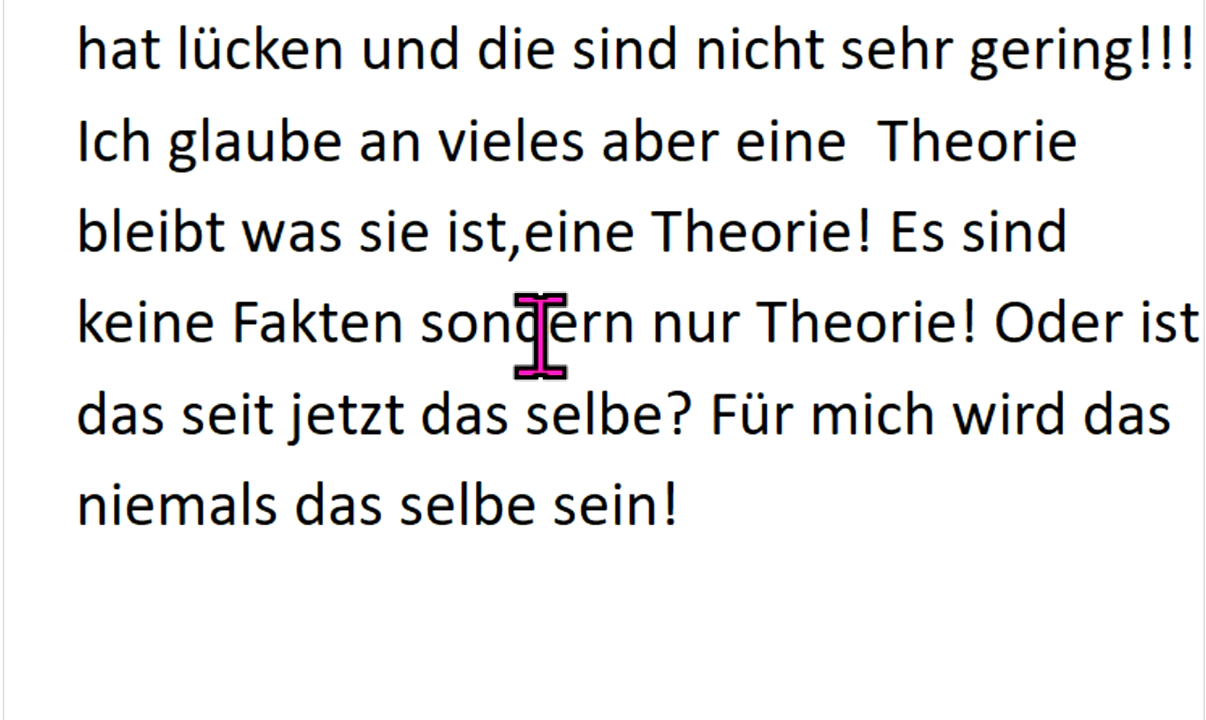 hat lücken und die sind nicht sehr gering!!!
Ich glaube an vieles aber eine  Theorie
bleibt was sie ist,eine Theorie! Es sind
keine Fakten sondern nur Theorie! Oder ist
das seit jetzt das selbe? Für mich wird das
niemals das selbe sein!